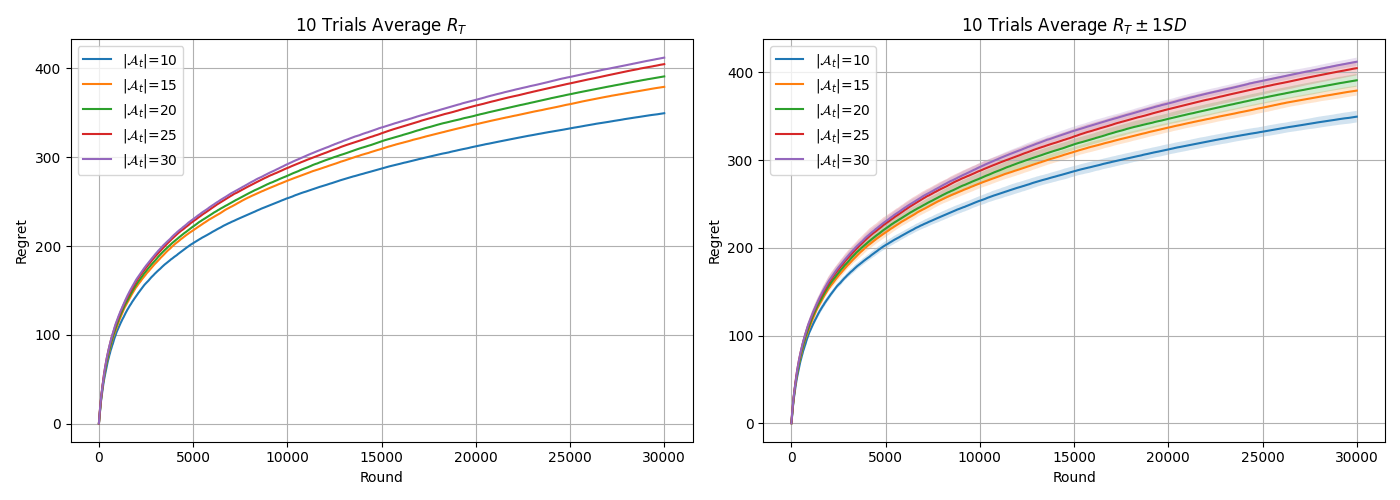 10 Trials Average $R_T$
|𝒜ₜ|=10
|𝒜ₜ|=15
|𝒜ₜ|=20
|𝒜ₜ|=25
|𝒜ₜ|=30
400
300
200
100
0
Regret
0 5000 10000 15000 20000 25000 30000
Round
10 Trials Average $R_T \pm 1SD$
|𝒜ₜ|=10
|𝒜ₜ|=15
|𝒜ₜ|=20
|𝒜ₜ|=25
|𝒜ₜ|=30
400
300
200
100
0
Regret
0 5000 10000 15000 20000 25000 30000
Round